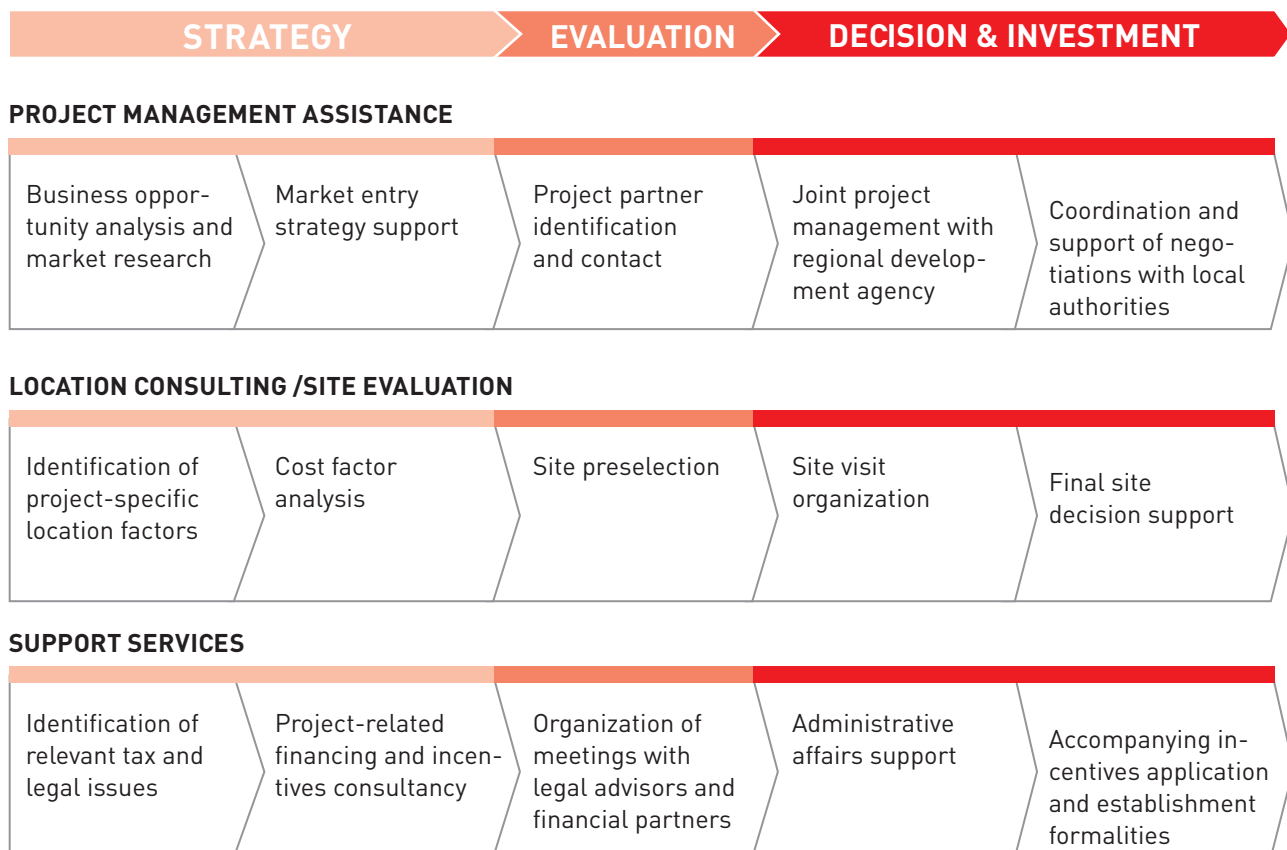 STRATEGY
EVALUATION
DECISION & INVESTMENT
PROJECT MANAGEMENT ASSISTANCE
Business oppor-
tunity analysis and
market research
Market entry
strategy support
Project partner
identification
and contact
Joint project
management with
regional develop-
ment agency
Coordination and
support of nego-
tiations with local
authorities
LOCATION CONSULTING /SITE EVALUATION
Identification of
project-specific
location factors
Cost factor
analysis
Site preselection
Site visit
organization
Final site
decision support
SUPPORT SERVICES
Identification of
relevant tax and
legal issues
Project-related
financing and incen-
tives consultancy
Organization of
meetings with
legal advisors and
financial partners
Administrative
affairs support
Accompanying in-
centives application
and establishment
formalities